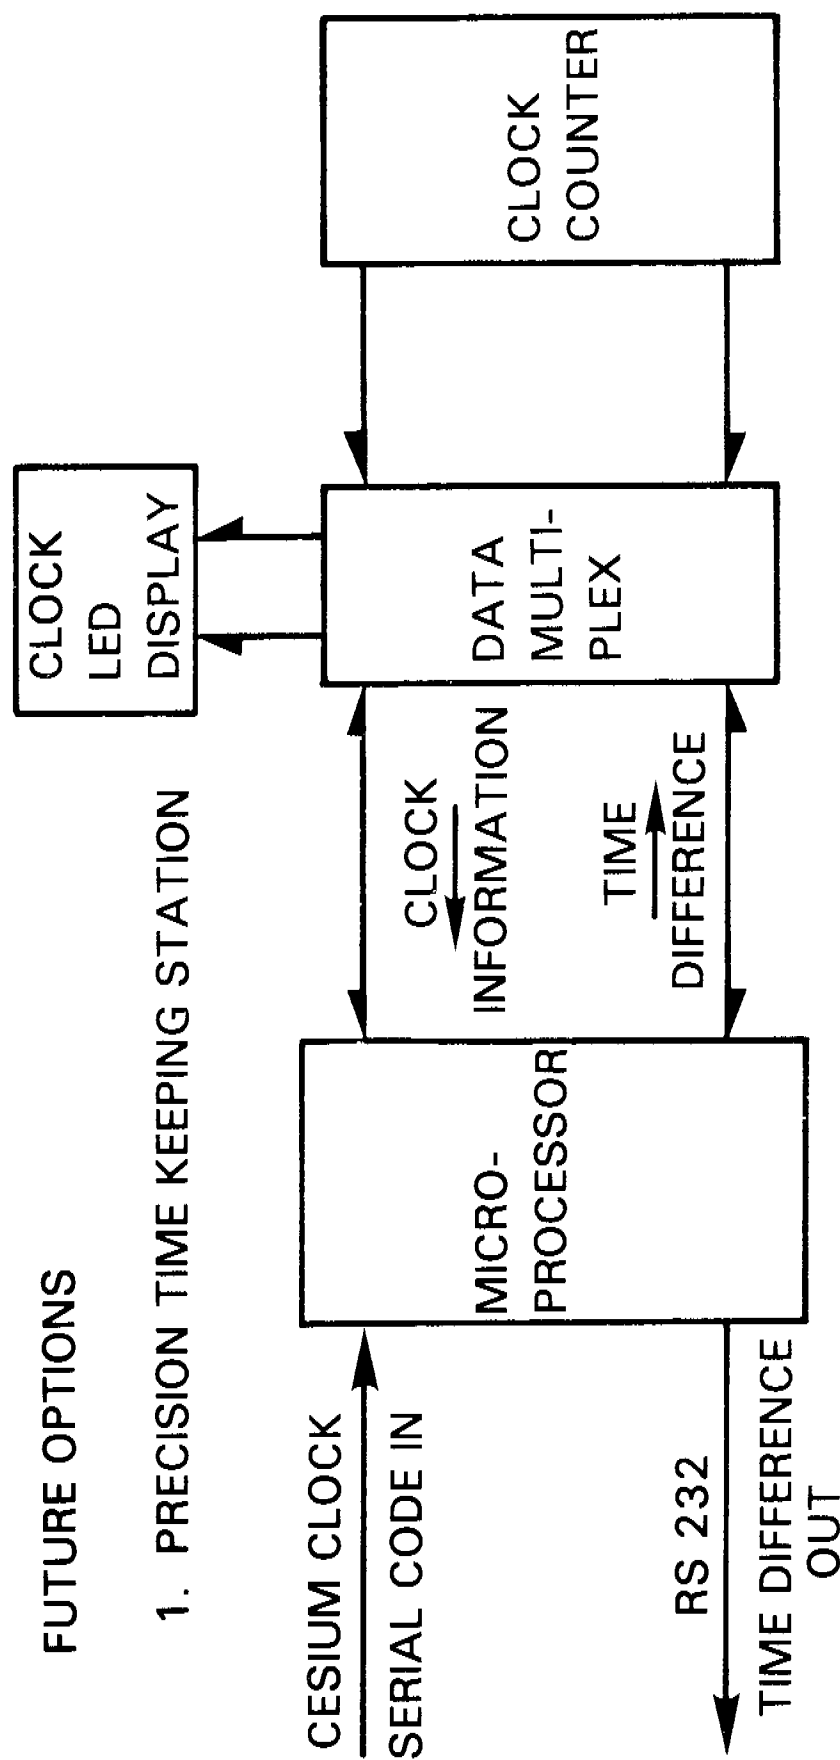 FUTURE OPTIONS
1. PRECISION TIME KEEPING STATION
CLOCK
LED
DISPLAY
CESIUM CLOCK
SERIAL CODE IN
RS 232
TIME DIFFERENCE
OUT
MICRO-
PROCESSOR
CLOCK
INFORMATION
TIME
DIFFERENCE
DATA
MULTI-
PLEX
CLOCK
COUNTER